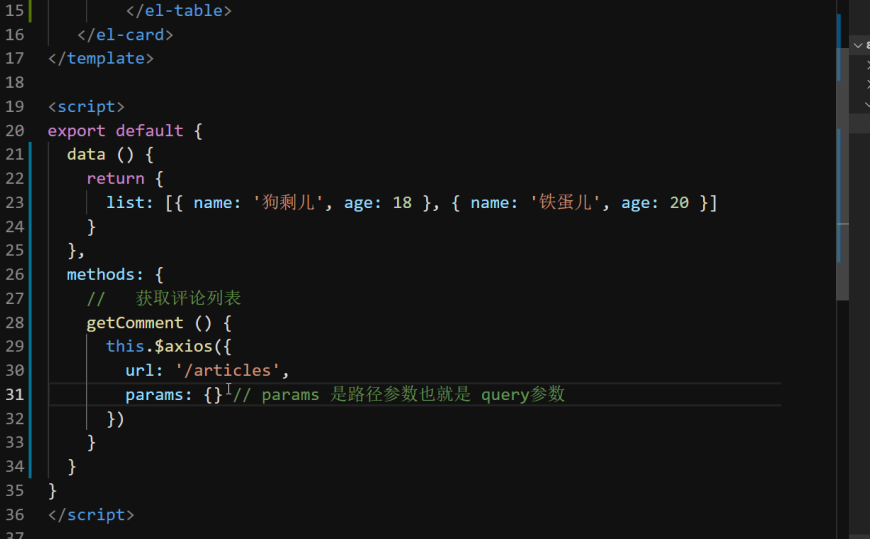 15 </el-table>
16 </el-card>
17 </template>
18
19 <script>
20 export default {
21 data () {
22 return {
23 list: [{ name: '狗剩儿', age: 18 }, { name: '铁蛋儿', age: 20 }]
24 }
25 },
26 methods: {
27 //   获取评论列表
28 getComment () {
29 this.$axios({
30 url: '/articles',
31 params: {} // params 是路径参数也就是 query参数
32 })
33 }
34 }
35 }
36 </script>
37